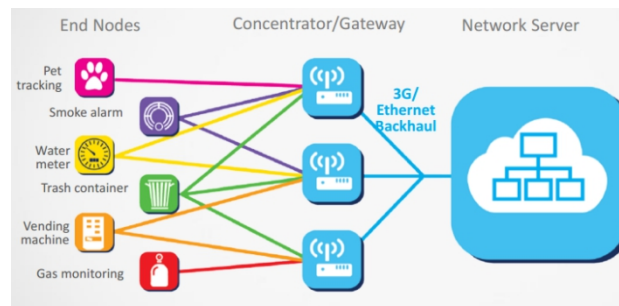 End Nodes
Concentrator/Gateway
Network Server
Pet
tracking
Smoke alarm
Water
meter
Trash container
Vending
machine
Gas monitoring
3G/
Ethernet
Backhaul